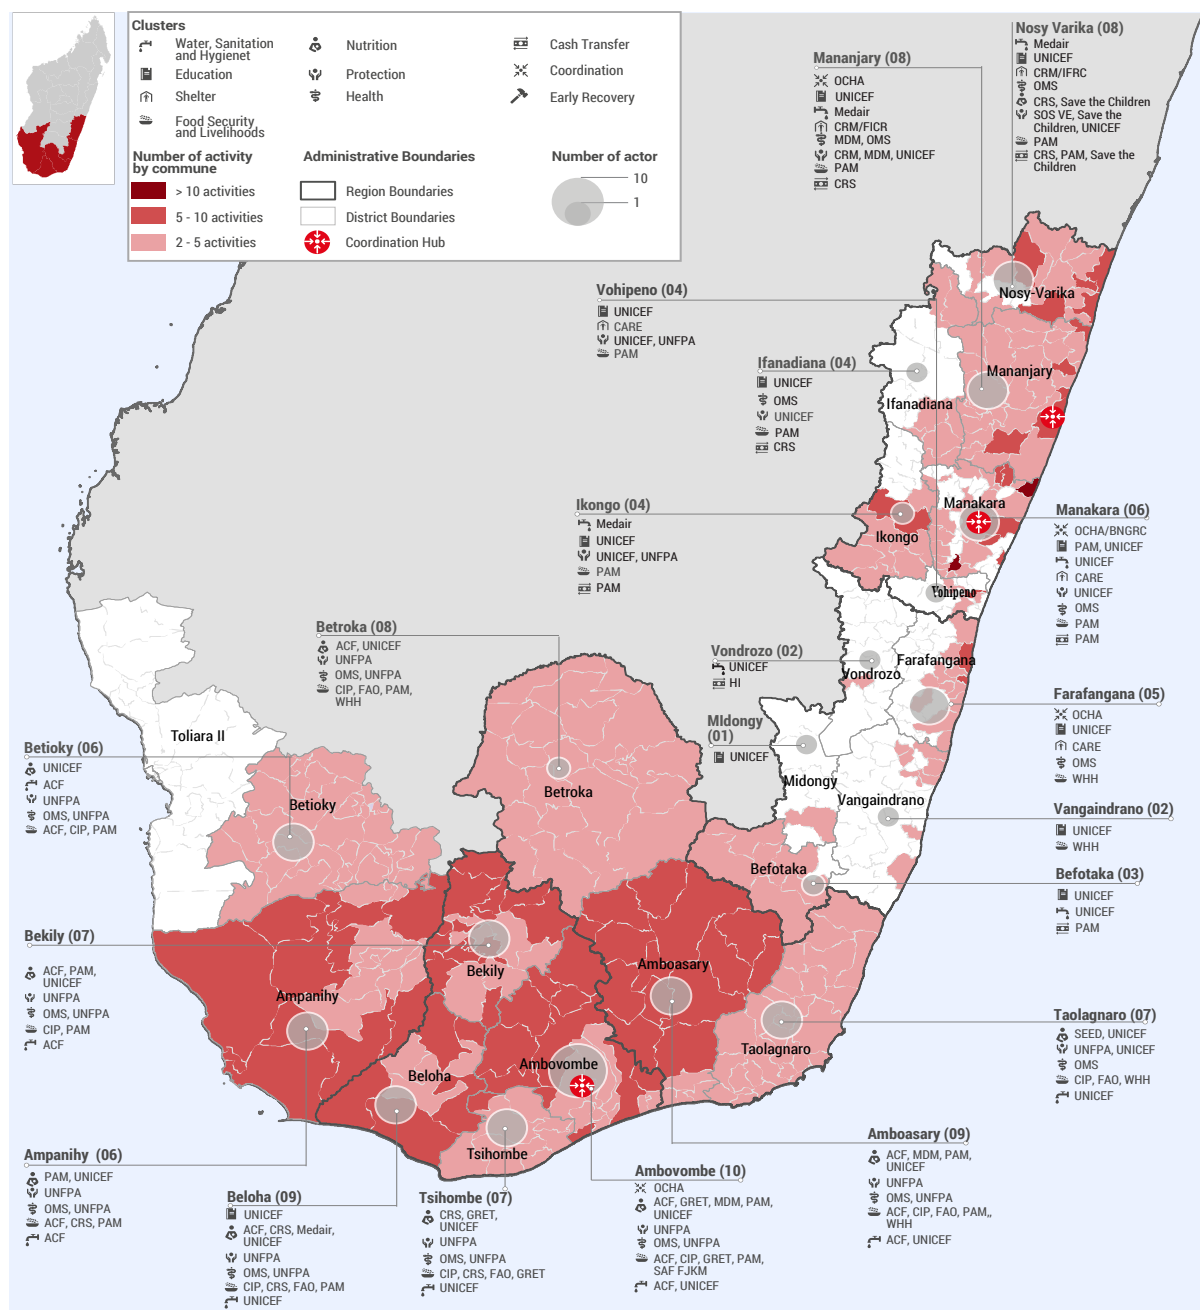 Clusters
Water, Sanitation
and Hygienet
Education
Shelter
Food Security
and Livelihoods
Nutrition
Protection
Health
Cash Transfer
Coordination
Early Recovery
Number of activity
by commune
> 10 activities
5 - 10 activities
2 - 5 activities
Administrative Boundaries
Region Boundaries
District Boundaries
Coordination Hub
Number of actor
10
1
Nosy Varika (08)
Medair
UNICEF
CRM/IFRC
OMS
CRS, Save the Children
SOS VE, Save the
Children, UNICEF
PAM
CRS, PAM, Save the
Children
Mananjary (08)
OCHA
UNICEF
Medair
CRM/FICR
MDM, OMS
CRM, MDM, UNICEF
PAM
CRS
Vohipeno (04)
UNICEF
CARE
UNICEF, UNFPA
PAM
Ifanadiana (04)
UNICEF
OMS
UNICEF
PAM
CRS
Ikongo (04)
Medair
UNICEF
UNICEF, UNFPA
PAM
PAM
Manakara (06)
OCHA/BNGRC
PAM, UNICEF
UNICEF
CARE
UNICEF
OMS
PAM
PAM
Betroka (08)
ACF, UNICEF
UNFPA
OMS, UNFPA
CIP, FAO, PAM,
WHH
Vondrozo (02)
UNICEF
HI
MIdongy
(01)
UNICEF
Farafangana (05)
OCHA
UNICEF
CARE
OMS
WHH
Vangaindrano (02)
UNICEF
WHH
Befotaka (03)
UNICEF
UNICEF
PAM
Betioky (06)
UNICEF
ACF
UNFPA
OMS, UNFPA
ACF, CIP, PAM
Bekily (07)
ACF, PAM,
UNICEF
UNFPA
OMS, UNFPA
CIP, PAM
ACF
Taolagnaro (07)
SEED, UNICEF
UNFPA, UNICEF
OMS
CIP, FAO, WHH
UNICEF
Ampanihy (06)
PAM, UNICEF
UNFPA
OMS, UNFPA
ACF, CRS, PAM
ACF
Beloha (09)
UNICEF
ACF, CRS, Medair,
UNICEF
UNFPA
OMS, UNFPA
CIP, CRS, FAO, PAM
UNICEF
Tsihombe (07)
CRS, GRET,
UNICEF
UNFPA
OMS, UNFPA
CIP, CRS, FAO, GRET
UNICEF
Ambovombe (10)
OCHA
ACF, GRET, MDM, PAM,
UNICEF
UNFPA
OMS, UNFPA
ACF, CIP, GRET, PAM,
SAF FJKM
ACF, UNICEF
Amboasary (09)
ACF, MDM, PAM,
UNICEF
UNFPA
OMS, UNFPA
ACF, CIP, FAO, PAM,,
WHH
ACF, UNICEF
Nosy-Varika
Mananjary
Ifanadiana
Manakara
Ikongo
Vohipeno
Farafangana
Vondrozo
Midongy
Vangaindrano
Befotaka
Toliara II
Betioky
Betroka
Bekily
Ampanihy
Amboasary
Taolagnaro
Ambovombe
Beloha
Tsihombe